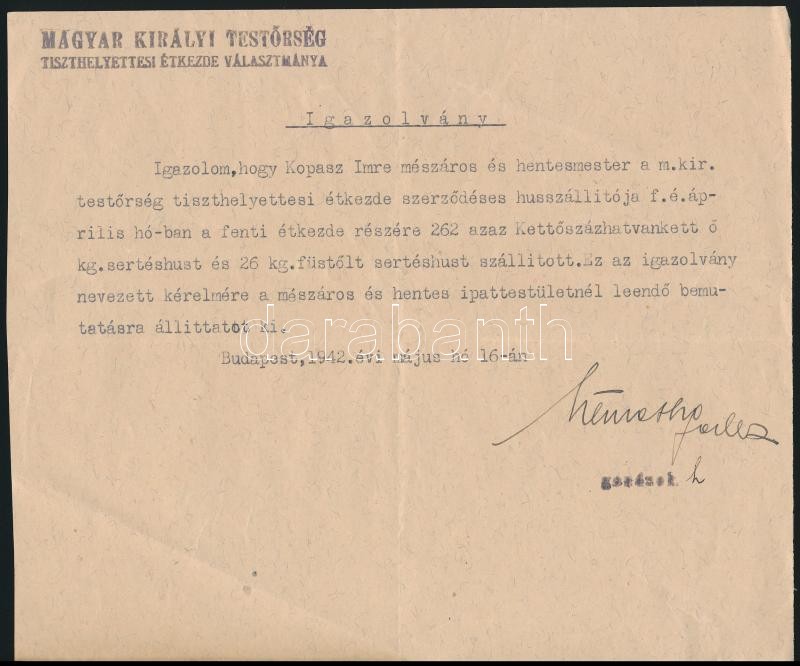 MAGYAR KIRÁLYI TESTŐRSÉG
TISZTHELYETTESI ÉTKEZDE VÁLASZTMÁNYA
Igazolvány
Igazolom,hogy Kopasz Imre mészáros és hentesmester a m.kir.
testőrség tiszthelyettesi étkezde szerződéses husszállitója f.é.áp-
rilis hó-ban a fenti étkezde részére 262 azaz Kettőszázhatvankett ő
kg.sertéshust és 26 kg.füstőlt sertéshust szállitott.Ez az igazolvány
nevezett kérelmére a mészáros és hentes ipattestületnél leendő bemu-
tatásra állittatot ki.
darabanth
Budapest,1942.évi május hó 16-án